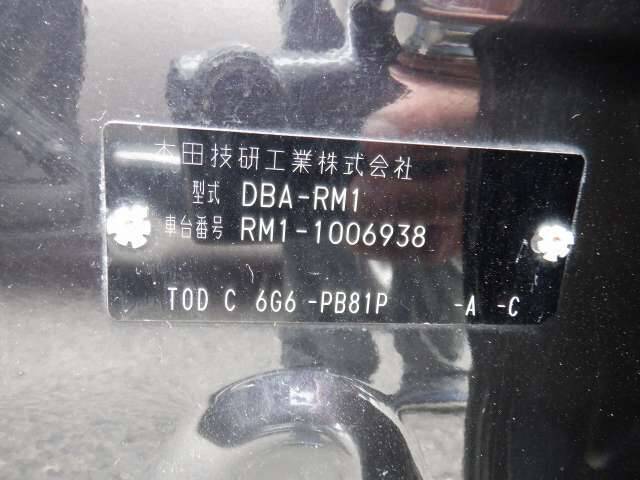 本田技研工業株式会社
型式 DBA-RM1
車台番号 RM1-1006938
TOD C 6G6 -PB81P -A -C